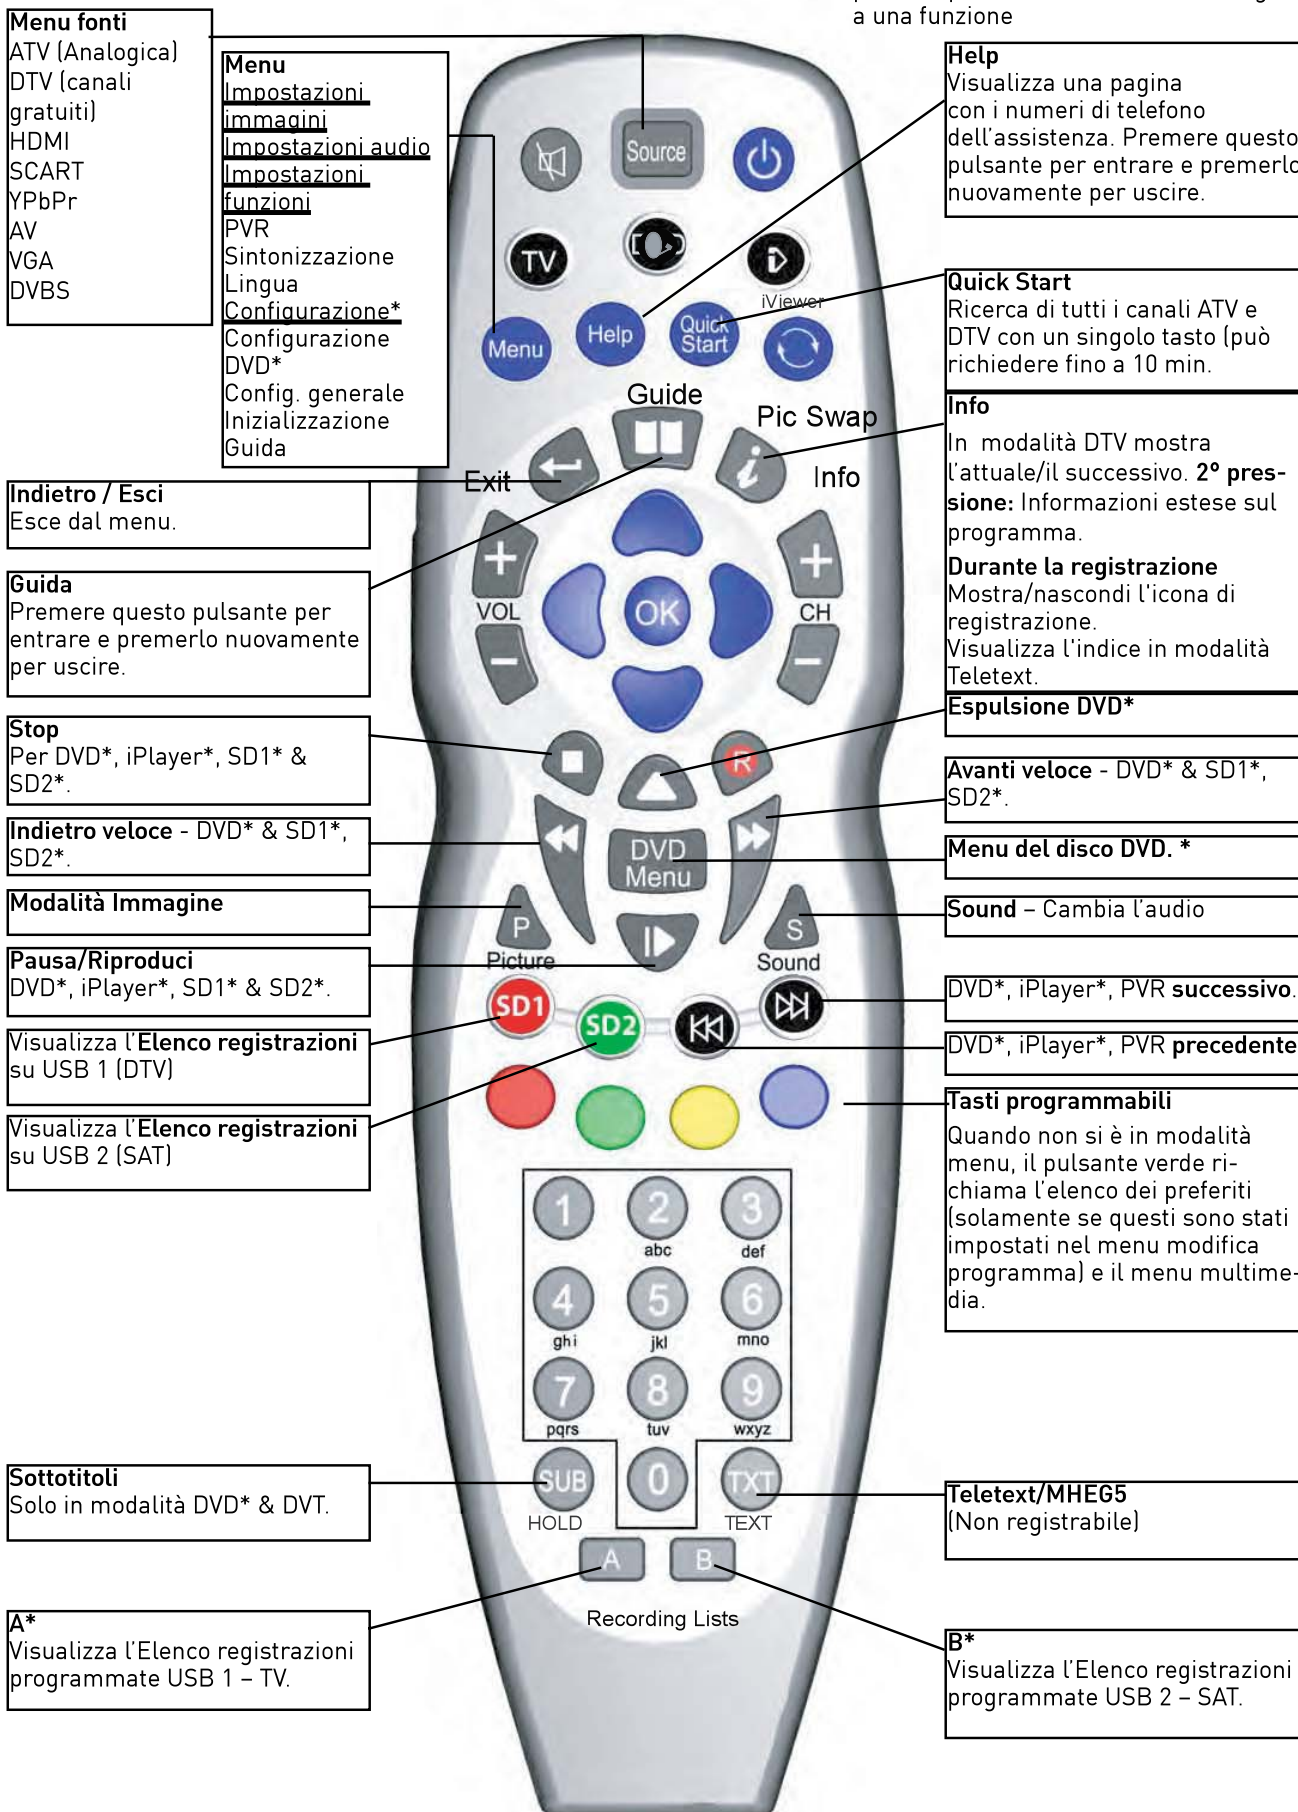 a una funzione
Menu fonti
ATV (Analogica)
DTV (canali
gratuiti)
HDMI
SCART
YPbPr
AV
VGA
DVBS
Menu
Impostazioni
immagini
Impostazioni audio
Impostazioni
funzioni
PVR
Sintonizzazione
Lingua
Configurazione*
Configurazione
DVD*
Config. generale
Inizializzazione
Guida
Indietro / Esci
Esce dal menu.
Guida
Premere questo pulsante per
entrare e premerlo nuovamente
per uscire.
Stop
Per DVD*, iPlayer*, SD1* &
SD2*.
Indietro veloce - DVD* & SD1*,
SD2*.
Modalità Immagine
Pausa/Riproduci
DVD*, iPlayer*, SD1* & SD2*.
Visualizza l'Elenco registrazioni
su USB 1 (DTV)
Visualizza l'Elenco registrazioni
su USB 2 (SAT)
Sottotitoli
Solo in modalità DVD* & DVT.
A*
Visualizza l'Elenco registrazioni
programmate USB 1 – TV.
Source
TV
iViewer
Menu
Help
Quick
Start
Guide
Pic Swap
Exit
i
Info
+
+
VOL
OK
CH
−
−
R
DVD
Menu
P
S
Picture
Sound
SD1
SD2
1
2
3
abc
def
4
5
6
ghi
jkl
mno
7
8
9
pqrs
tuv
wxyz
SUB
0
TXT
HOLD
TEXT
A
B
Recording Lists
Help
Visualizza una pagina
con i numeri di telefono
dell'assistenza. Premere questo
pulsante per entrare e premerlo
nuovamente per uscire.
Quick Start
Ricerca di tutti i canali ATV e
DTV con un singolo tasto (può
richiedere fino a 10 min.
Info
In modalità DTV mostra
l'attuale/il successivo. 2° pres-
sione: Informazioni estese sul
programma.
Durante la registrazione
Mostra/nascondi l'icona di
registrazione.
Visualizza l'indice in modalità
Teletext.
Espulsione DVD*
Avanti veloce - DVD* & SD1*,
SD2*.
Menu del disco DVD. *
Sound – Cambia l'audio
DVD*, iPlayer*, PVR successivo.
DVD*, iPlayer*, PVR precedente
Tasti programmabili
Quando non si è in modalità
menu, il pulsante verde ri-
chiama l'elenco dei preferiti
(solamente se questi sono stati
impostati nel menu modifica
programma) e il menu multime-
dia.
Teletext/MHEG5
(Non registrabile)
B*
Visualizza l'Elenco registrazioni
programmate USB 2 – SAT.